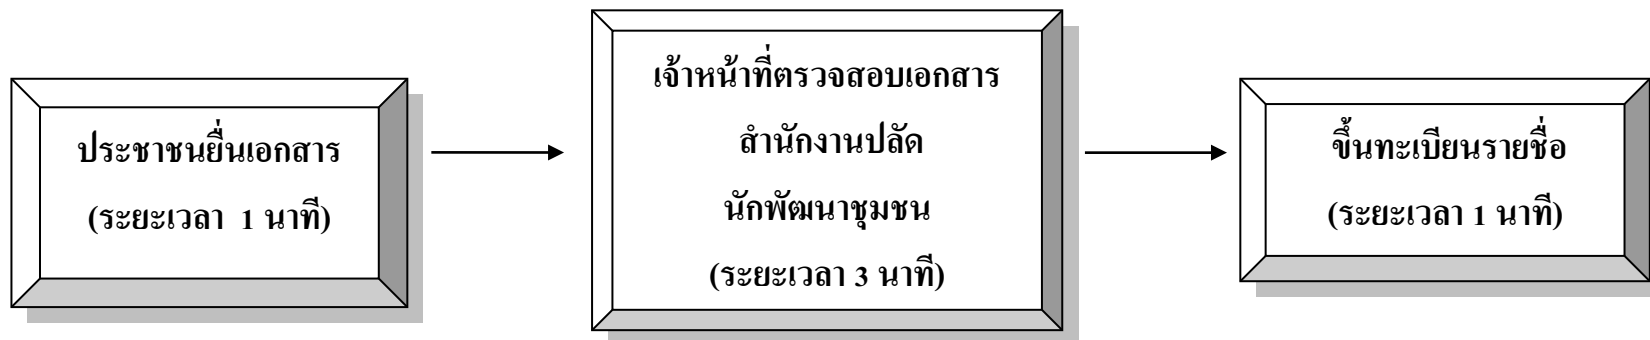 ประชาชนยื่นเอกสาร
(ระยะเวลา 1 นาที)
เจ้าหน้าที่ตรวจสอบเอกสาร
สำนักงานปลัด
นักพัฒนาชุมชน
(ระยะเวลา 3 นาที)
ขึ้นทะเบียนรายชื่อ
(ระยะเวลา 1 นาที)